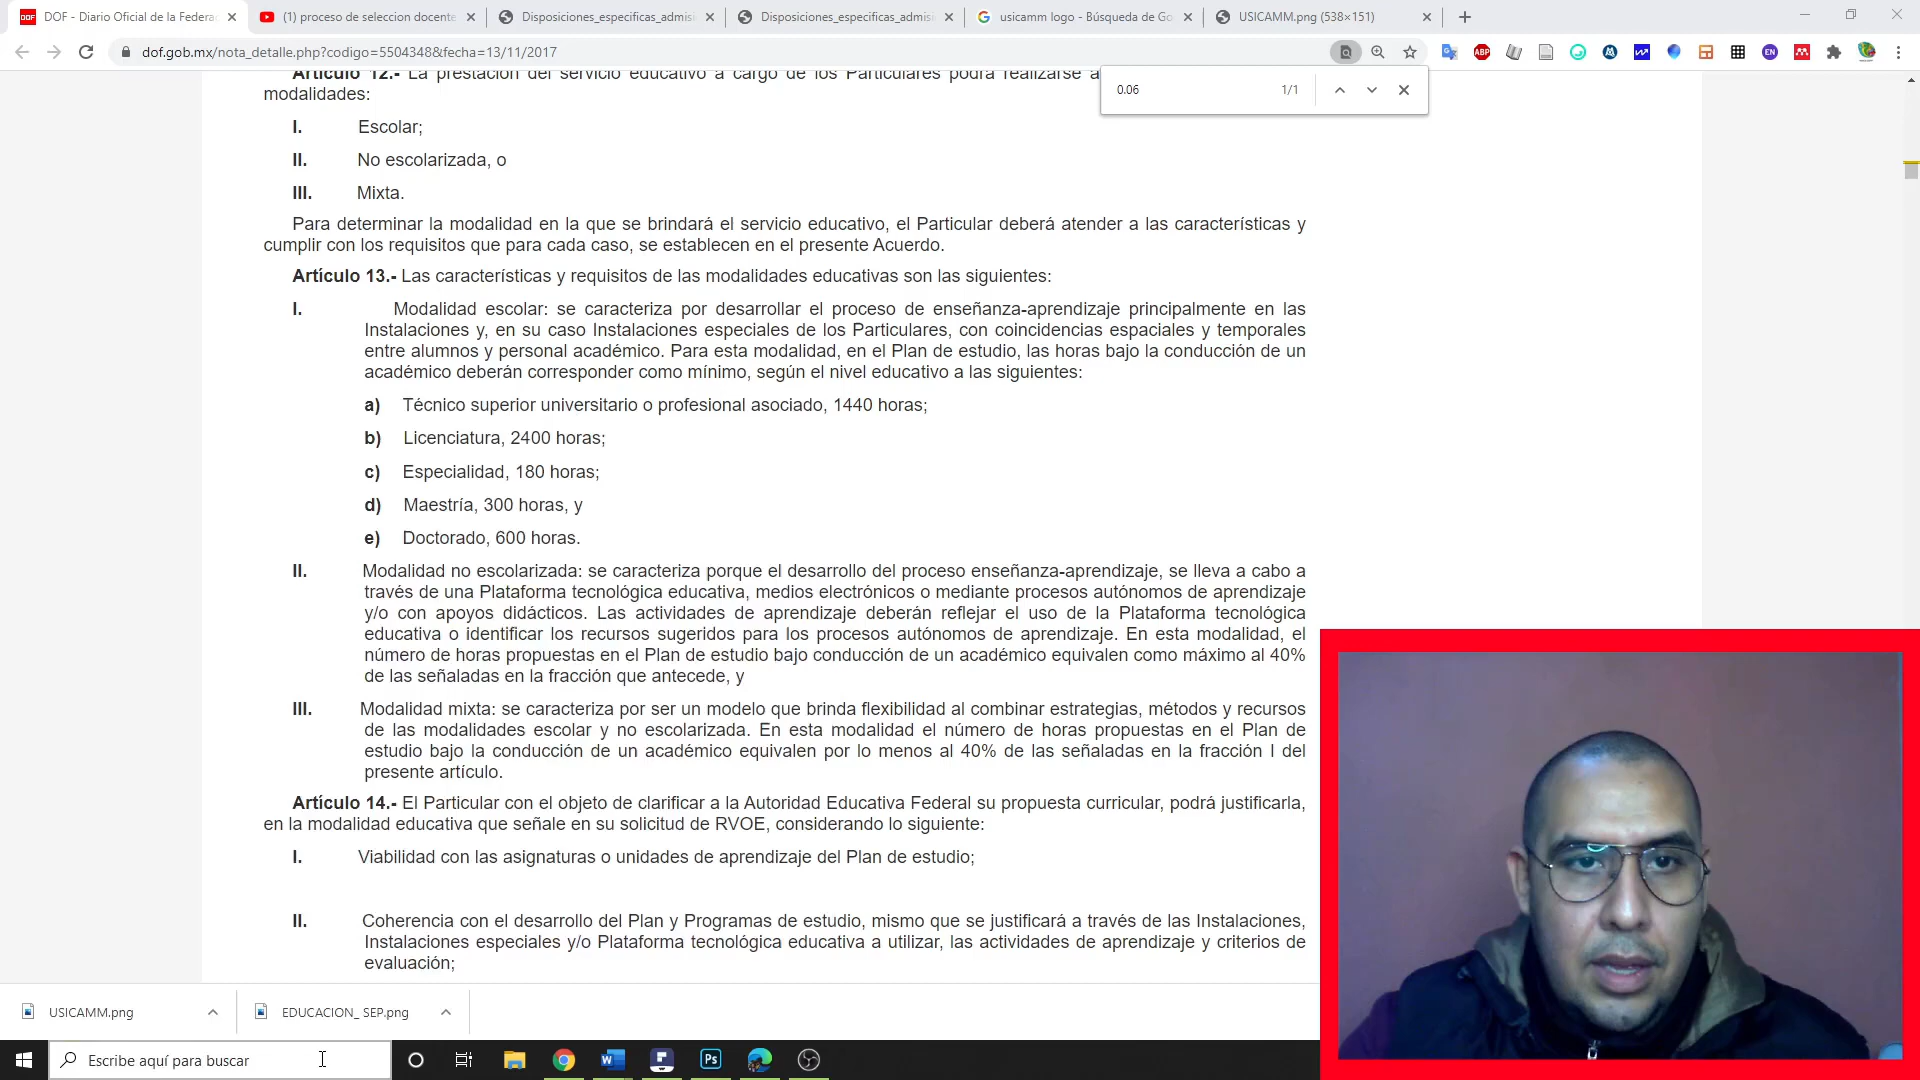 DOF - Diario Oficial de la Federac
(1) proceso de seleccion docente
Disposiciones_especificas_admisi
Disposiciones_especificas_admisi
usicamm logo - Búsqueda de Go
USICAMM.png (538×151)
dof.gob.mx/nota_detalle.php?codigo=5504348&fecha=13/11/2017
0.06
1/1
Artículo 12.- La prestación del servicio educativo a cargo de los Particulares podrá realizarse a
modalidades:
I. Escolar;
II. No escolarizada, o
III. Mixta.
Para determinar la modalidad en la que se brindará el servicio educativo, el Particular deberá atender a las características y
cumplir con los requisitos que para cada caso, se establecen en el presente Acuerdo.
Artículo 13.- Las características y requisitos de las modalidades educativas son las siguientes:
I. Modalidad escolar: se caracteriza por desarrollar el proceso de enseñanza-aprendizaje principalmente en las
Instalaciones y, en su caso Instalaciones especiales de los Particulares, con coincidencias espaciales y temporales
entre alumnos y personal académico. Para esta modalidad, en el Plan de estudio, las horas bajo la conducción de un
académico deberán corresponder como mínimo, según el nivel educativo a las siguientes:
a) Técnico superior universitario o profesional asociado, 1440 horas;
b) Licenciatura, 2400 horas;
c) Especialidad, 180 horas;
d) Maestría, 300 horas, y
e) Doctorado, 600 horas.
II. Modalidad no escolarizada: se caracteriza porque el desarrollo del proceso enseñanza-aprendizaje, se lleva a cabo a
través de una Plataforma tecnológica educativa, medios electrónicos o mediante procesos autónomos de aprendizaje
y/o con apoyos didácticos. Las actividades de aprendizaje deberán reflejar el uso de la Plataforma tecnológica
educativa o identificar los recursos sugeridos para los procesos autónomos de aprendizaje. En esta modalidad, el
número de horas propuestas en el Plan de estudio bajo conducción de un académico equivalen como máximo al 40%
de las señaladas en la fracción que antecede, y
III. Modalidad mixta: se caracteriza por ser un modelo que brinda flexibilidad al combinar estrategias, métodos y recursos
de las modalidades escolar y no escolarizada. En esta modalidad el número de horas propuestas en el Plan de
estudio bajo la conducción de un académico equivalen por lo menos al 40% de las señaladas en la fracción I del
presente artículo.
Artículo 14.- El Particular con el objeto de clarificar a la Autoridad Educativa Federal su propuesta curricular, podrá justificarla,
en la modalidad educativa que señale en su solicitud de RVOE, considerando lo siguiente:
I. Viabilidad con las asignaturas o unidades de aprendizaje del Plan de estudio;
II. Coherencia con el desarrollo del Plan y Programas de estudio, mismo que se justificará a través de las Instalaciones,
Instalaciones especiales y/o Plataforma tecnológica educativa a utilizar, las actividades de aprendizaje y criterios de
evaluación;
USICAMM.png
EDUCACION_ SEP.png
Escribe aquí para buscar